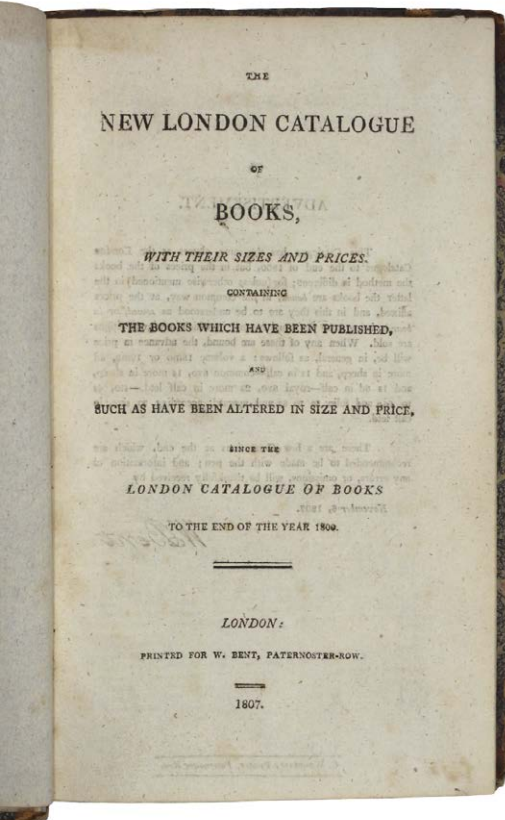 THE
NEW LONDON CATALOGUE
OF
BOOKS,
WITH THEIR SIZES AND PRICES.
CONTAINING
THE BOOKS WHICH HAVE BEEN PUBLISHED,
AND
SUCH AS HAVE BEEN ALTERED IN SIZE AND PRICE,
SINCE THE
LONDON CATALOGUE OF BOOKS
TO THE END OF THE YEAR 1800.
LONDON:
PRINTED FOR W. BENT, PATERNOSTER-ROW.
1807.